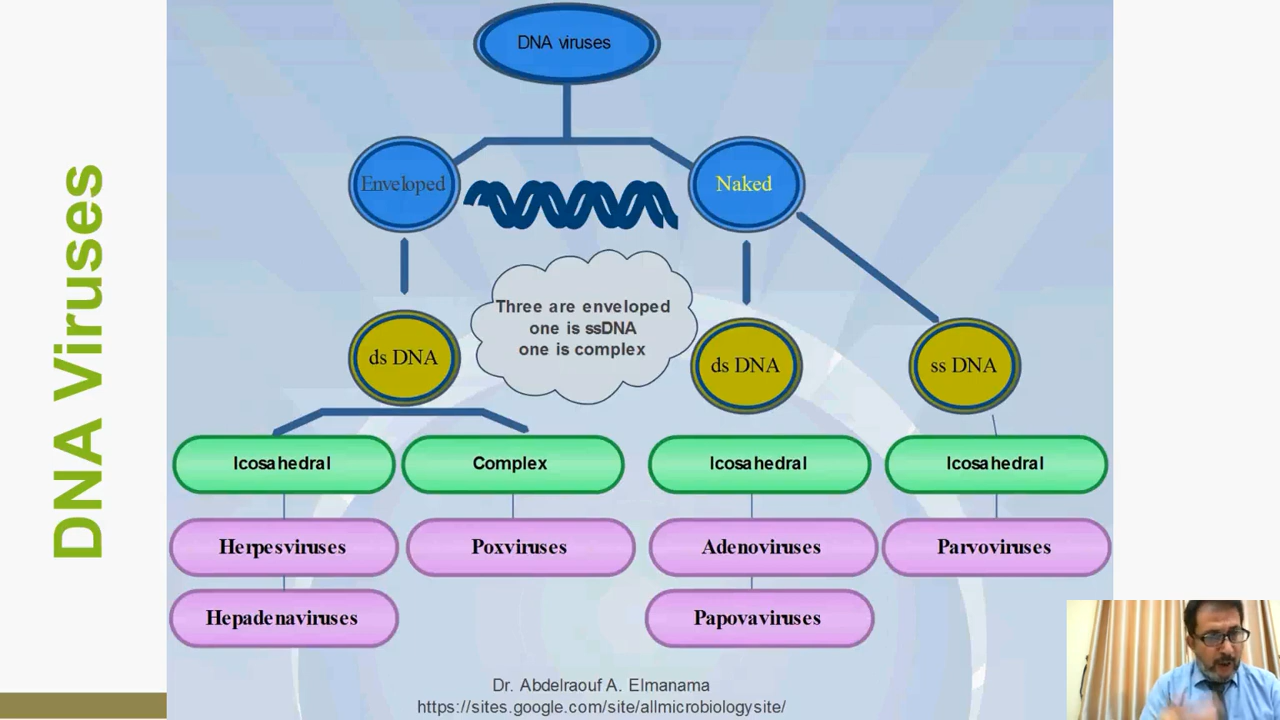 DNA Viruses
DNA viruses
Enveloped
Naked
Three are enveloped
one is ssDNA
one is complex
ds DNA
ds DNA
ss DNA
Icosahedral
Complex
Icosahedral
Icosahedral
Herpesviruses
Poxviruses
Adenoviruses
Parvoviruses
Hepadenaviruses
Papovaviruses
Dr. Abdelraouf A. Elmanama
https://sites.google.com/site/allmicrobiologysite/